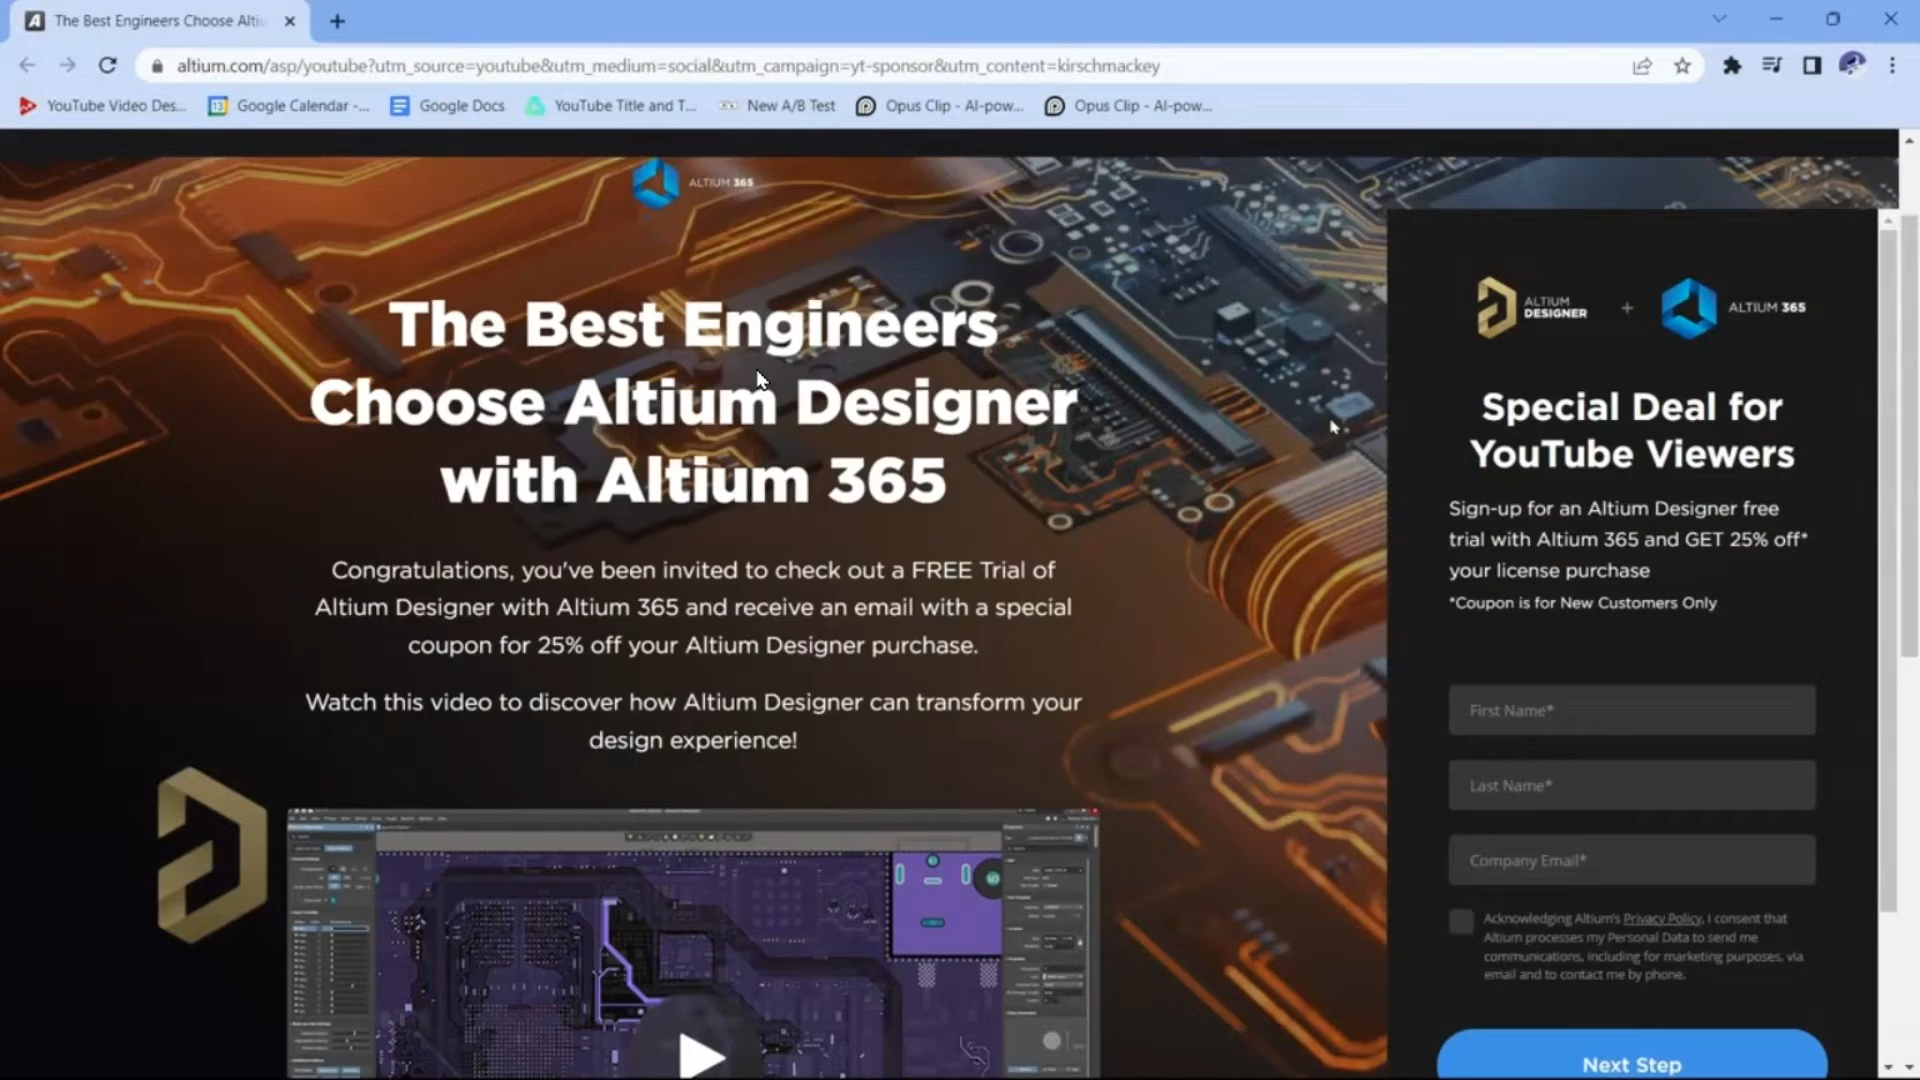 The Best Engineers Choose Alti
altium.com/asp/youtube?utm_source=youtube&utm_medium=social&utm_campaign=yt-sponsor&utm_content=kirschmackey
YouTube Video Des... Google Calendar -... Google Docs YouTube Title and T... New A/B Test Opus Clip - AI-pow... Opus Clip - AI-pow...
ALTIUM 365
The Best Engineers
Choose Altium Designer
with Altium 365
Congratulations, you've been invited to check out a FREE Trial of
Altium Designer with Altium 365 and receive an email with a special
coupon for 25% off your Altium Designer purchase.
Watch this video to discover how Altium Designer can transform your
design experience!
ALTIUM
DESIGNER
+
ALTIUM 365
Special Deal for
YouTube Viewers
Sign-up for an Altium Designer free
trial with Altium 365 and GET 25% off*
your license purchase
*Coupon is for New Customers Only
First Name*
Last Name*
Company Email*
Acknowledging Altium's Privacy Policy, I consent that
Altium processes my Personal Data to send me
communications, including for marketing purposes, via
email and to contact me by phone.
Next Step